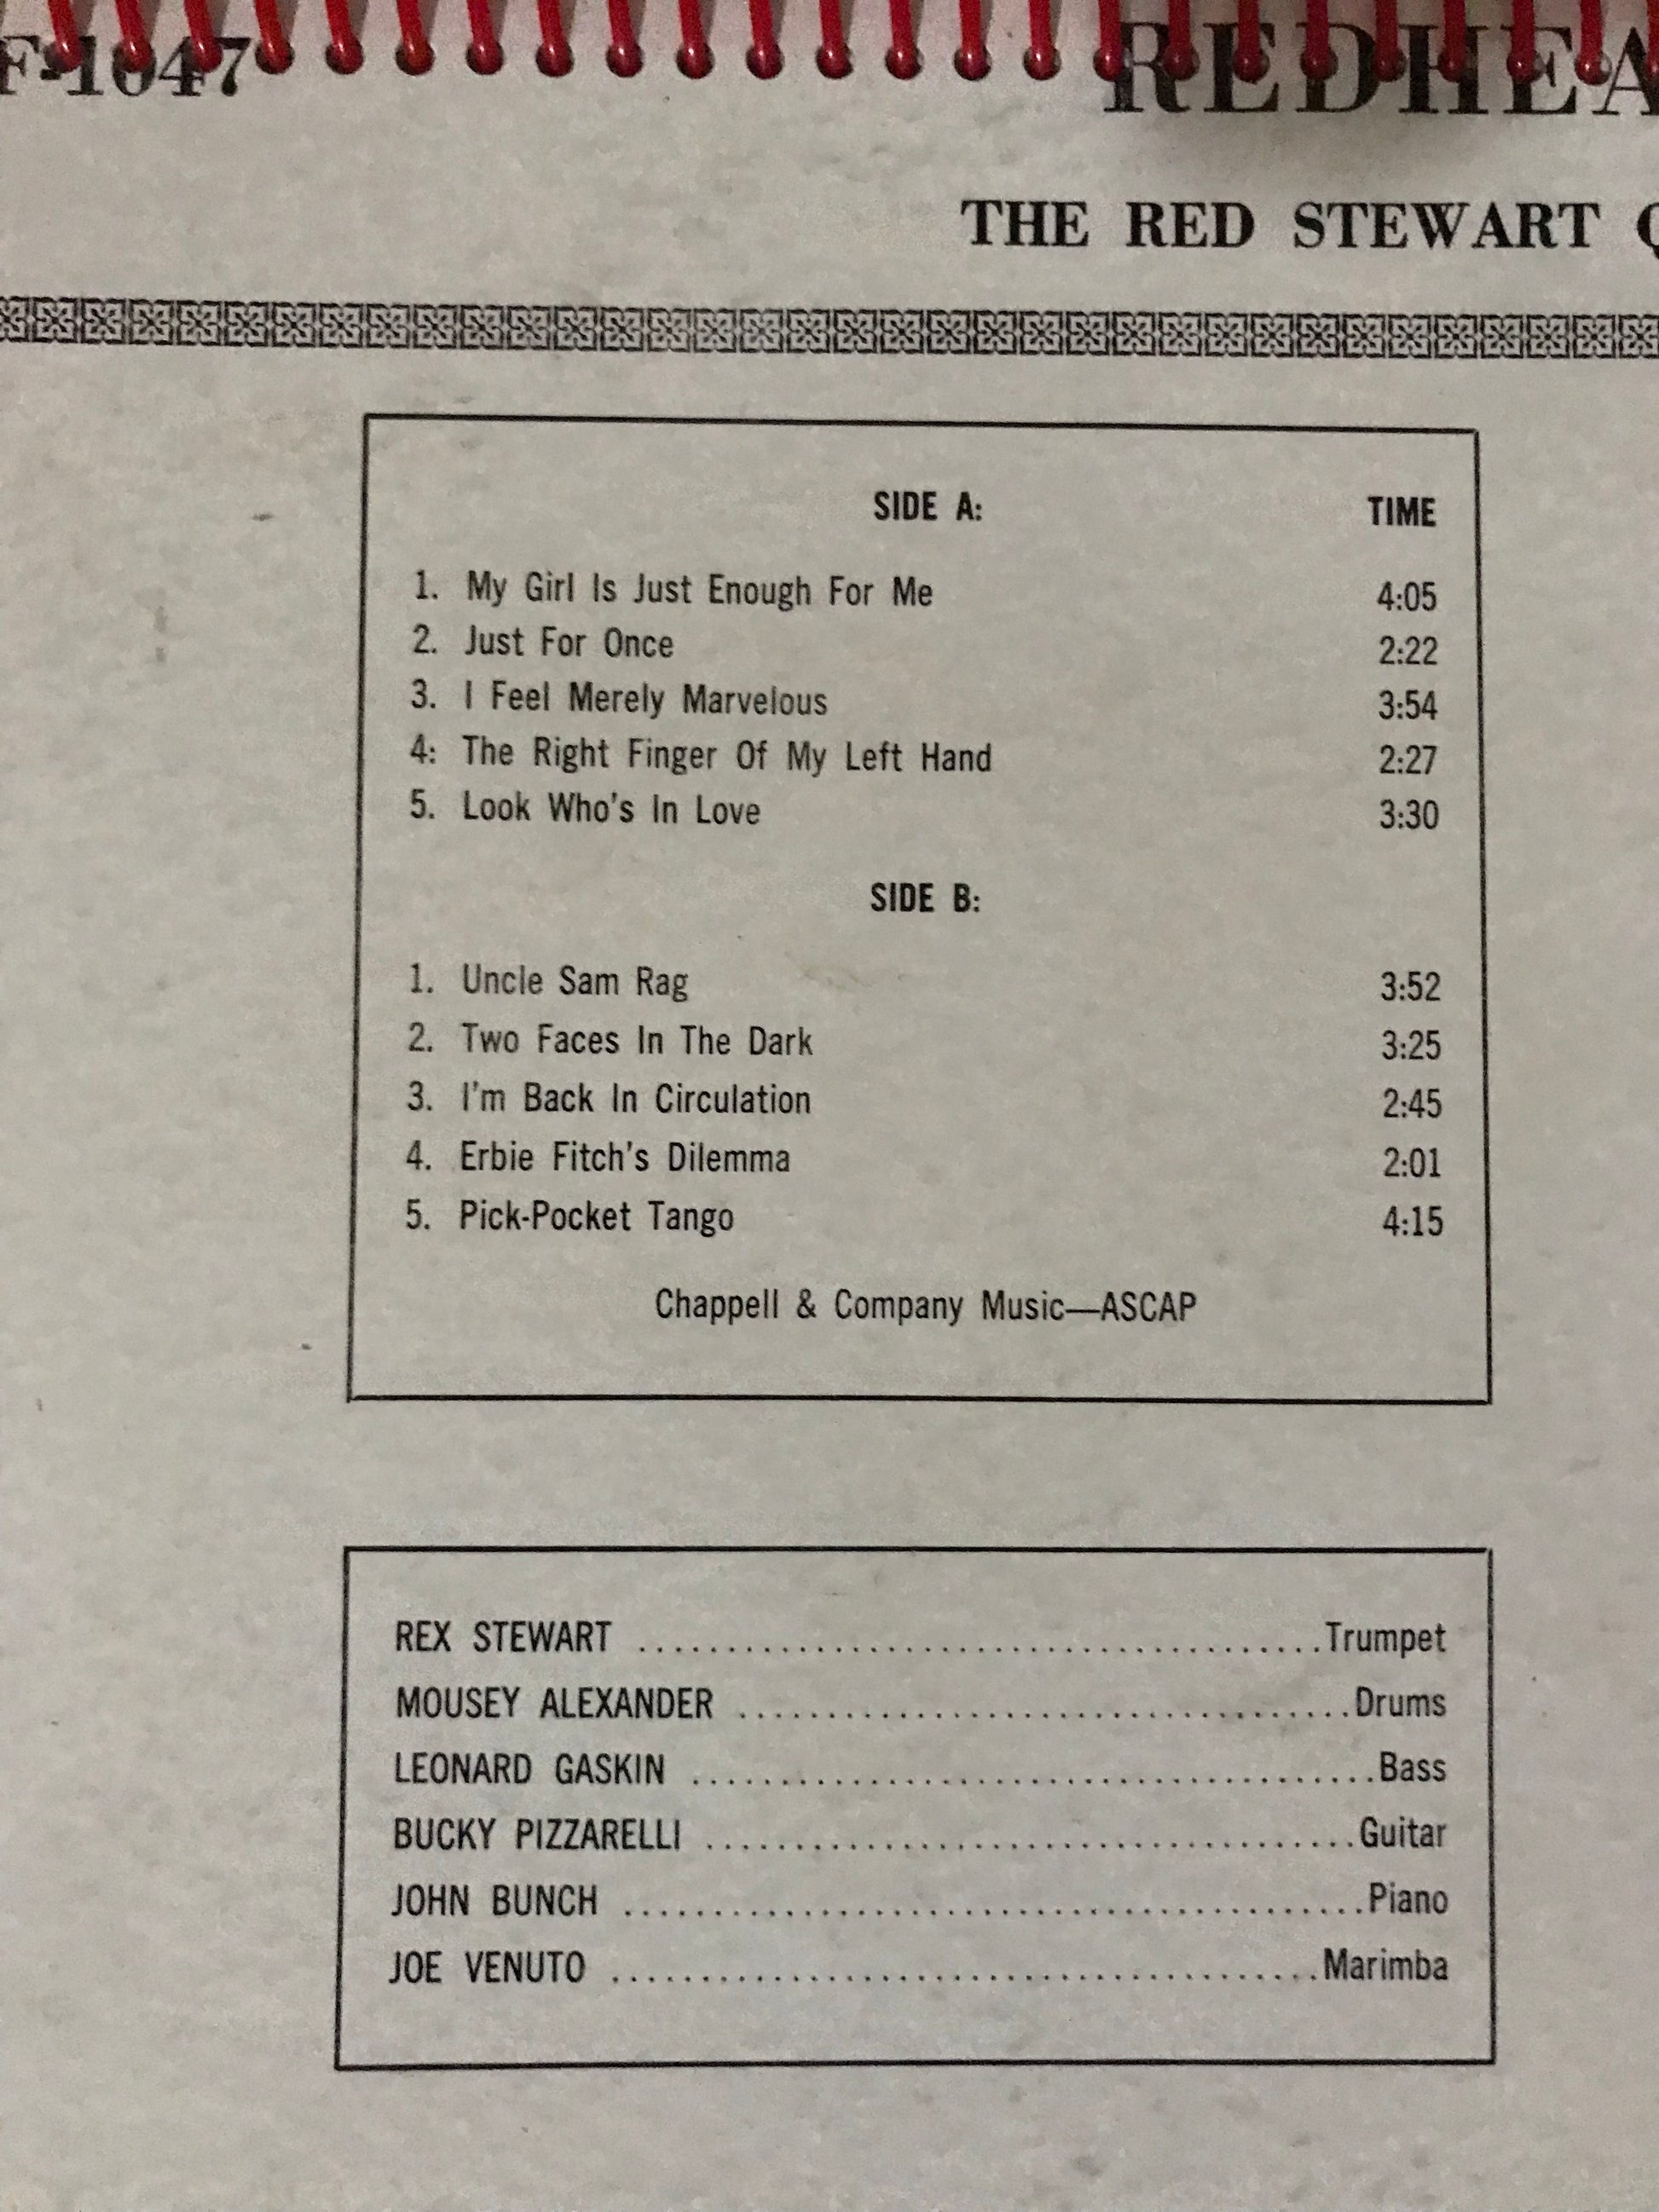 F-1047
REDHEA
THE RED STEWART Q
SIDE A: TIME
1. My Girl Is Just Enough For Me 4:05
2. Just For Once 2:22
3. I Feel Merely Marvelous 3:54
4: The Right Finger Of My Left Hand 2:27
5. Look Who's In Love 3:30
SIDE B:
1. Uncle Sam Rag 3:52
2. Two Faces In The Dark 3:25
3. I'm Back In Circulation 2:45
4. Erbie Fitch's Dilemma 2:01
5. Pick-Pocket Tango 4:15
Chappell & Company Music—ASCAP
REX STEWART ........................................Trumpet
MOUSEY ALEXANDER ...................................Drums
LEONARD GASKIN .......................................Bass
BUCKY PIZZARELLI .....................................Guitar
JOHN BUNCH ..........................................Piano
JOE VENUTO ........................................Marimba